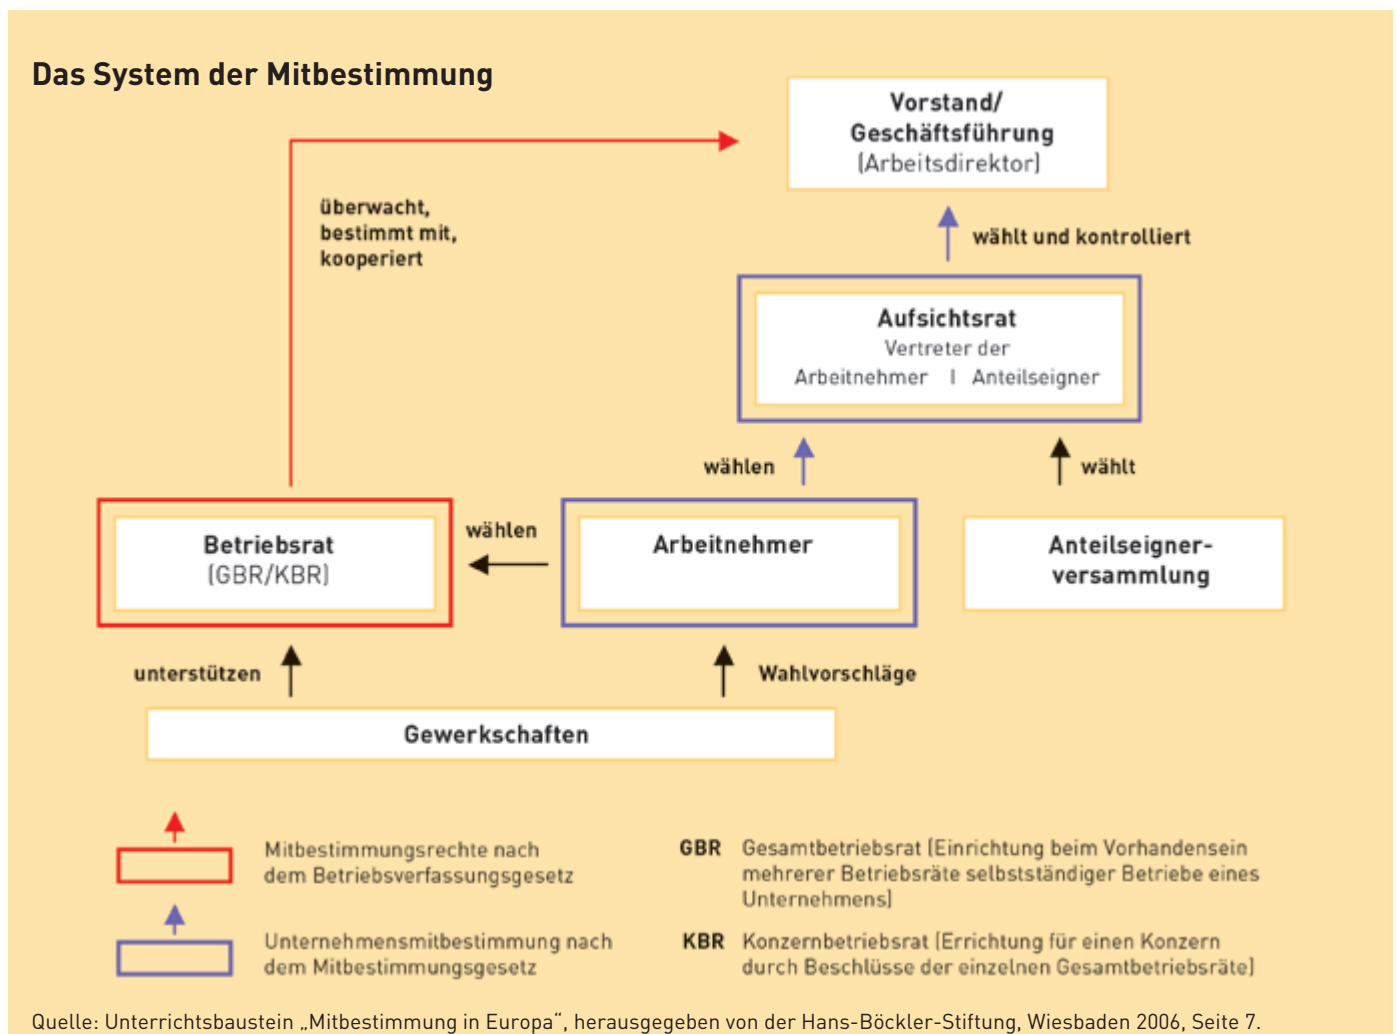 Das System der Mitbestimmung
Vorstand/
Geschäftsführung
(Arbeitsdirektor)
überwacht,
bestimmt mit,
kooperiert
wählt und kontrolliert
Aufsichtsrat
Vertreter der
Arbeitnehmer | Anteilseigner
wählen
wählt
Betriebsrat
(GBR/KBR)
wählen
Arbeitnehmer
Anteilseigner-
versammlung
unterstützen
Wahlvorschläge
Gewerkschaften
Mitbestimmungsrechte nach
dem Betriebsverfassungsgesetz
Unternehmensmitbestimmung nach
dem Mitbestimmungsgesetz
GBR Gesamtbetriebsrat (Einrichtung beim Vorhandensein
mehrerer Betriebsräte selbstständiger Betriebe eines
Unternehmens)
KBR Konzernbetriebsrat (Errichtung für einen Konzern
durch Beschlüsse der einzelnen Gesamtbetriebsräte)
Quelle: Unterrichtsbaustein „Mitbestimmung in Europa“, herausgegeben von der Hans-Böckler-Stiftung, Wiesbaden 2006, Seite 7.